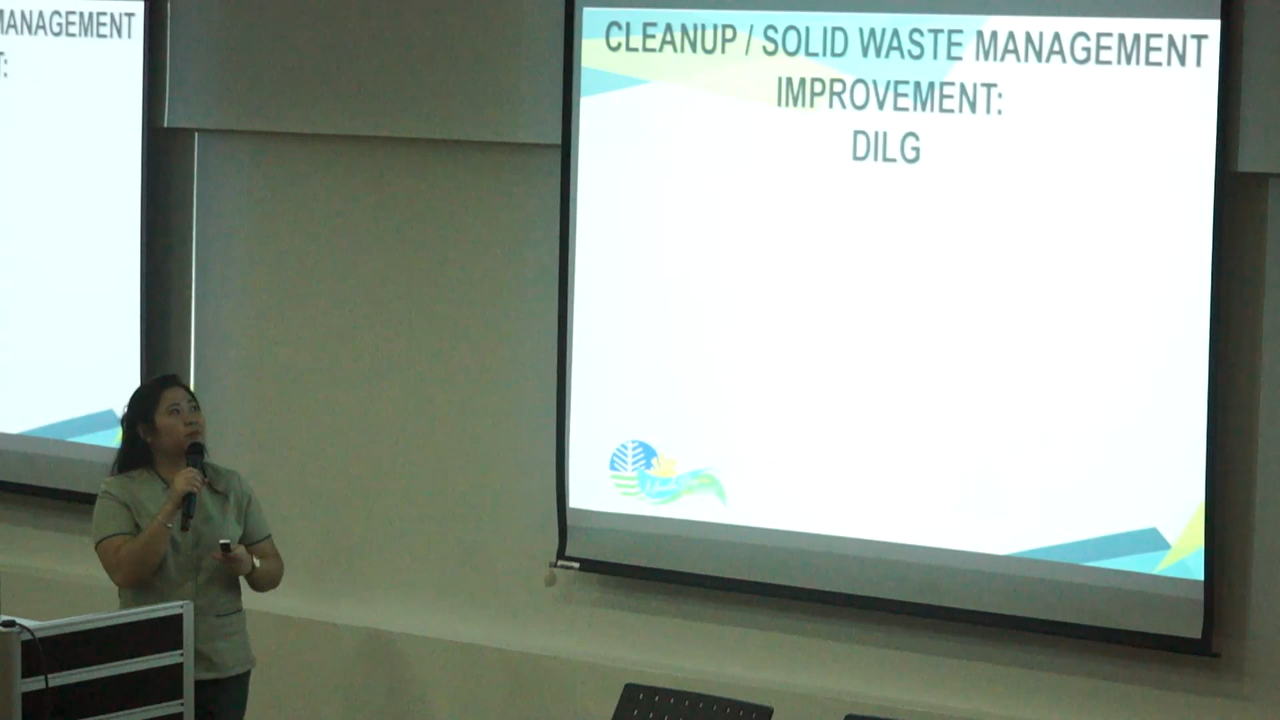 MANAGEMENT
T:
CLEANUP / SOLID WASTE MANAGEMENT
IMPROVEMENT:
DILG